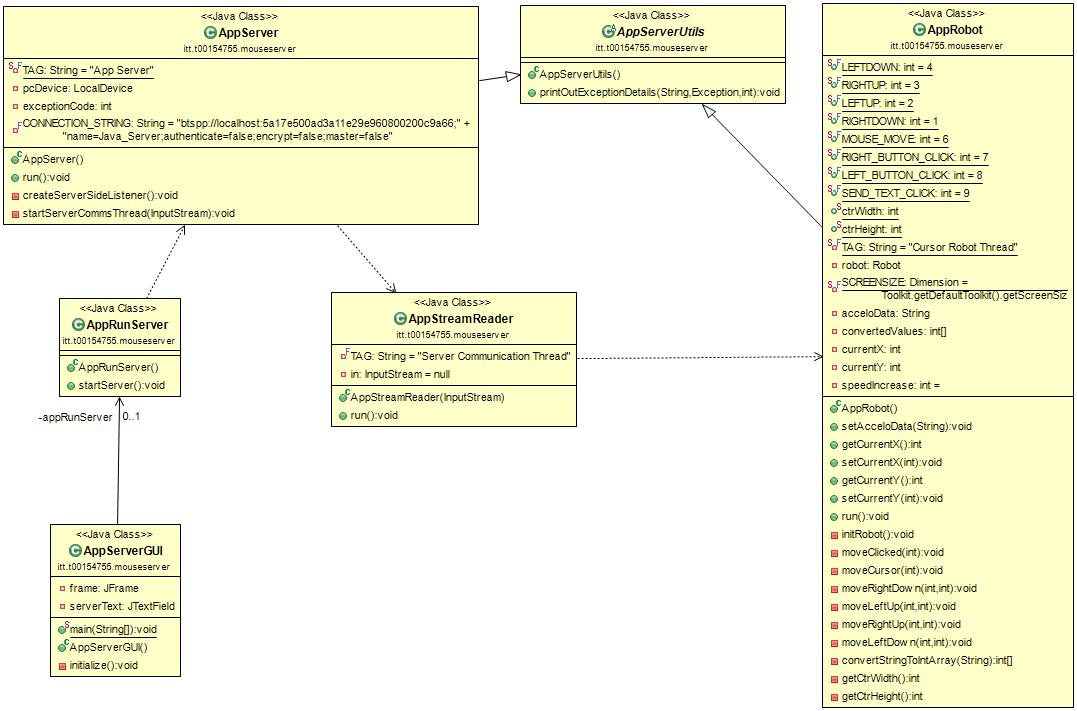 <<Java Class>>
AppServer
itt.t00154755.mouseserver
TAG: String = "App Server"
pcDevice: LocalDevice
exceptionCode: int
CONNECTION_STRING: String = "btspp://localhost:5a17e500ad3a11e29e960800200c9a66;" +
"name=Java_Server;authenticate=false;encrypt=false;master=false"
AppServer()
run():void
createServerSideListener():void
startServerCommsThread(InputStream):void
<<Java Class>>
AppServerUtils
itt.t00154755.mouseserver
AppServerUtils()
printOutExceptionDetails(String,Exception,int):void
<<Java Class>>
AppRobot
itt.t00154755.mouseserver
LEFTDOWN: int = 4
RIGHTUP: int = 3
LEFTUP: int = 2
RIGHTDOWN: int = 1
MOUSE_MOVE: int = 6
RIGHT_BUTTON_CLICK: int = 7
LEFT_BUTTON_CLICK: int = 8
SEND_TEXT_CLICK: int = 9
ctrWidth: int
ctrHeight: int
TAG: String = "Cursor Robot Thread"
robot: Robot
SCREENSIZE: Dimension =
Toolkit.getDefaultToolkit().getScreenSiz
acceloData: String
convertedValues: int[]
currentX: int
currentY: int
speedIncrease: int =
AppRobot()
setAcceloData(String):void
getCurrentX():int
setCurrentX(int):void
getCurrentY():int
setCurrentY(int):void
run():void
initRobot():void
moveClicked(int):void
moveCursor(int):void
moveRightDown(int,int):void
moveLeftUp(int,int):void
moveRightUp(int,int):void
moveLeftDown(int,int):void
convertStringToIntArray(String):int[]
getCtrWidth():int
getCtrHeight():int
<<Java Class>>
AppRunServer
itt.t00154755.mouseserver
AppRunServer()
startServer():void
<<Java Class>>
AppStreamReader
itt.t00154755.mouseserver
TAG: String = "Server Communication Thread"
in: InputStream = null
AppStreamReader(InputStream)
run():void
-appRunServer 0..1
<<Java Class>>
AppServerGUI
itt.t00154755.mouseserver
frame: JFrame
serverText: JTextField
main(String[]):void
AppServerGUI()
initialize():void